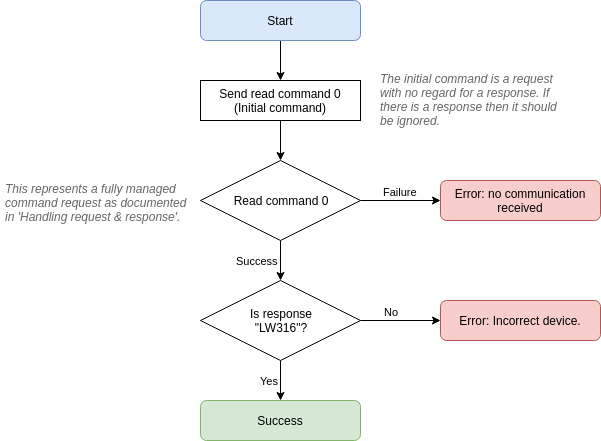 Start
Send read command 0
(Initial command)
The initial command is a request
with no regard for a response. If
there is a response then it should
be ignored.
This represents a fully managed
command request as documented
in 'Handling request & response'.
Read command 0
Failure
Error: no communication
received
Success
Is response
"LW316"?
No
Error: Incorrect device.
Yes
Success